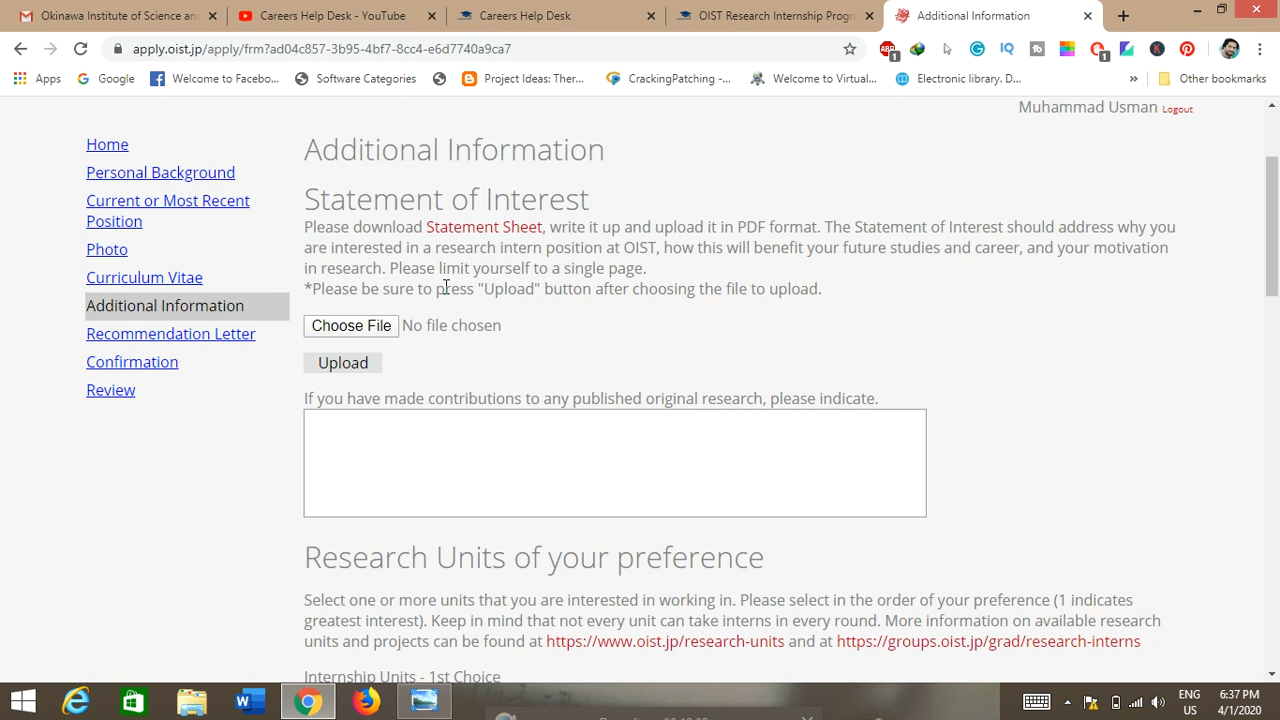 Okinawa Institute of Science an
Careers Help Desk - YouTube
Careers Help Desk
OIST Research Internship Progr
Additional Information
apply.oist.jp/apply/frm?ad04c857-3b95-4bf7-8cc4-e6d7740a9ca7
Apps
Google
Welcome to Facebo...
Software Categories
Project Ideas: Ther...
CrackingPatching -...
Welcome to Virtual...
Electronic library. D...
»
Other bookmarks
Muhammad Usman Logout
Home
Personal Background
Current or Most Recent
Position
Photo
Curriculum Vitae
Additional Information
Recommendation Letter
Confirmation
Review
Additional Information
Statement of Interest
Please download Statement Sheet, write it up and upload it in PDF format. The Statement of Interest should address why you
are interested in a research intern position at OIST, how this will benefit your future studies and career, and your motivation
in research. Please limit yourself to a single page.
*Please be sure to press "Upload" button after choosing the file to upload.
Choose File No file chosen
Upload
If you have made contributions to any published original research, please indicate.
Research Units of your preference
Select one or more units that you are interested in working in. Please select in the order of your preference (1 indicates
greatest interest). Keep in mind that not every unit can take interns in every round. More information on available research
units and projects can be found at https://www.oist.jp/research-units and at https://groups.oist.jp/grad/research-interns
Internship Units - 1st Choice
ENG
US
6:37 PM
4/1/2020